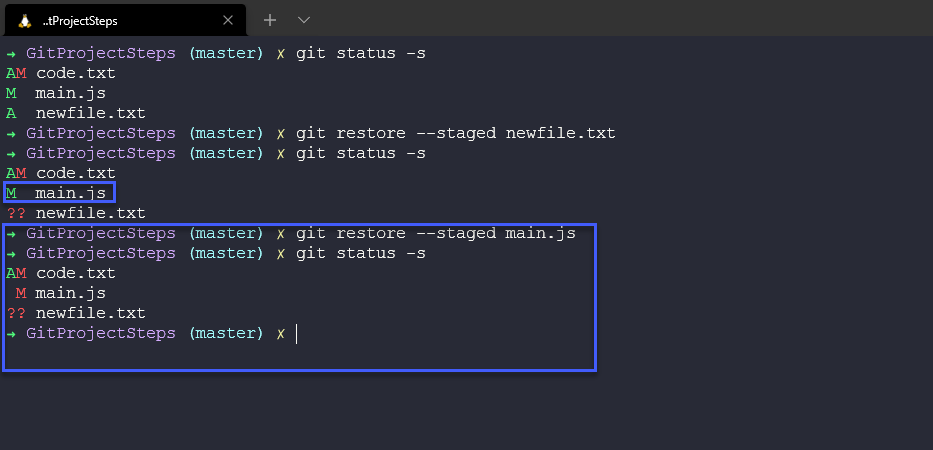 ..tProjectSteps
→ GitProjectSteps (master) ✗ git status -s
AM code.txt
M  main.js
A  newfile.txt
→ GitProjectSteps (master) ✗ git restore --staged newfile.txt
→ GitProjectSteps (master) ✗ git status -s
AM code.txt
M  main.js
?? newfile.txt
→ GitProjectSteps (master) ✗ git restore --staged main.js
→ GitProjectSteps (master) ✗ git status -s
AM code.txt
 M main.js
?? newfile.txt
→ GitProjectSteps (master) ✗